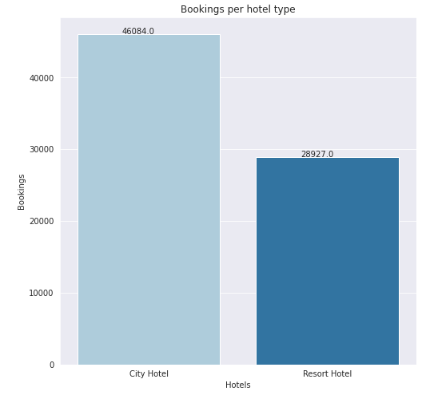 Bookings per hotel type
46084.0
40000
30000
28927.0
Bookings
20000
10000
0
City Hotel
Resort Hotel
Hotels